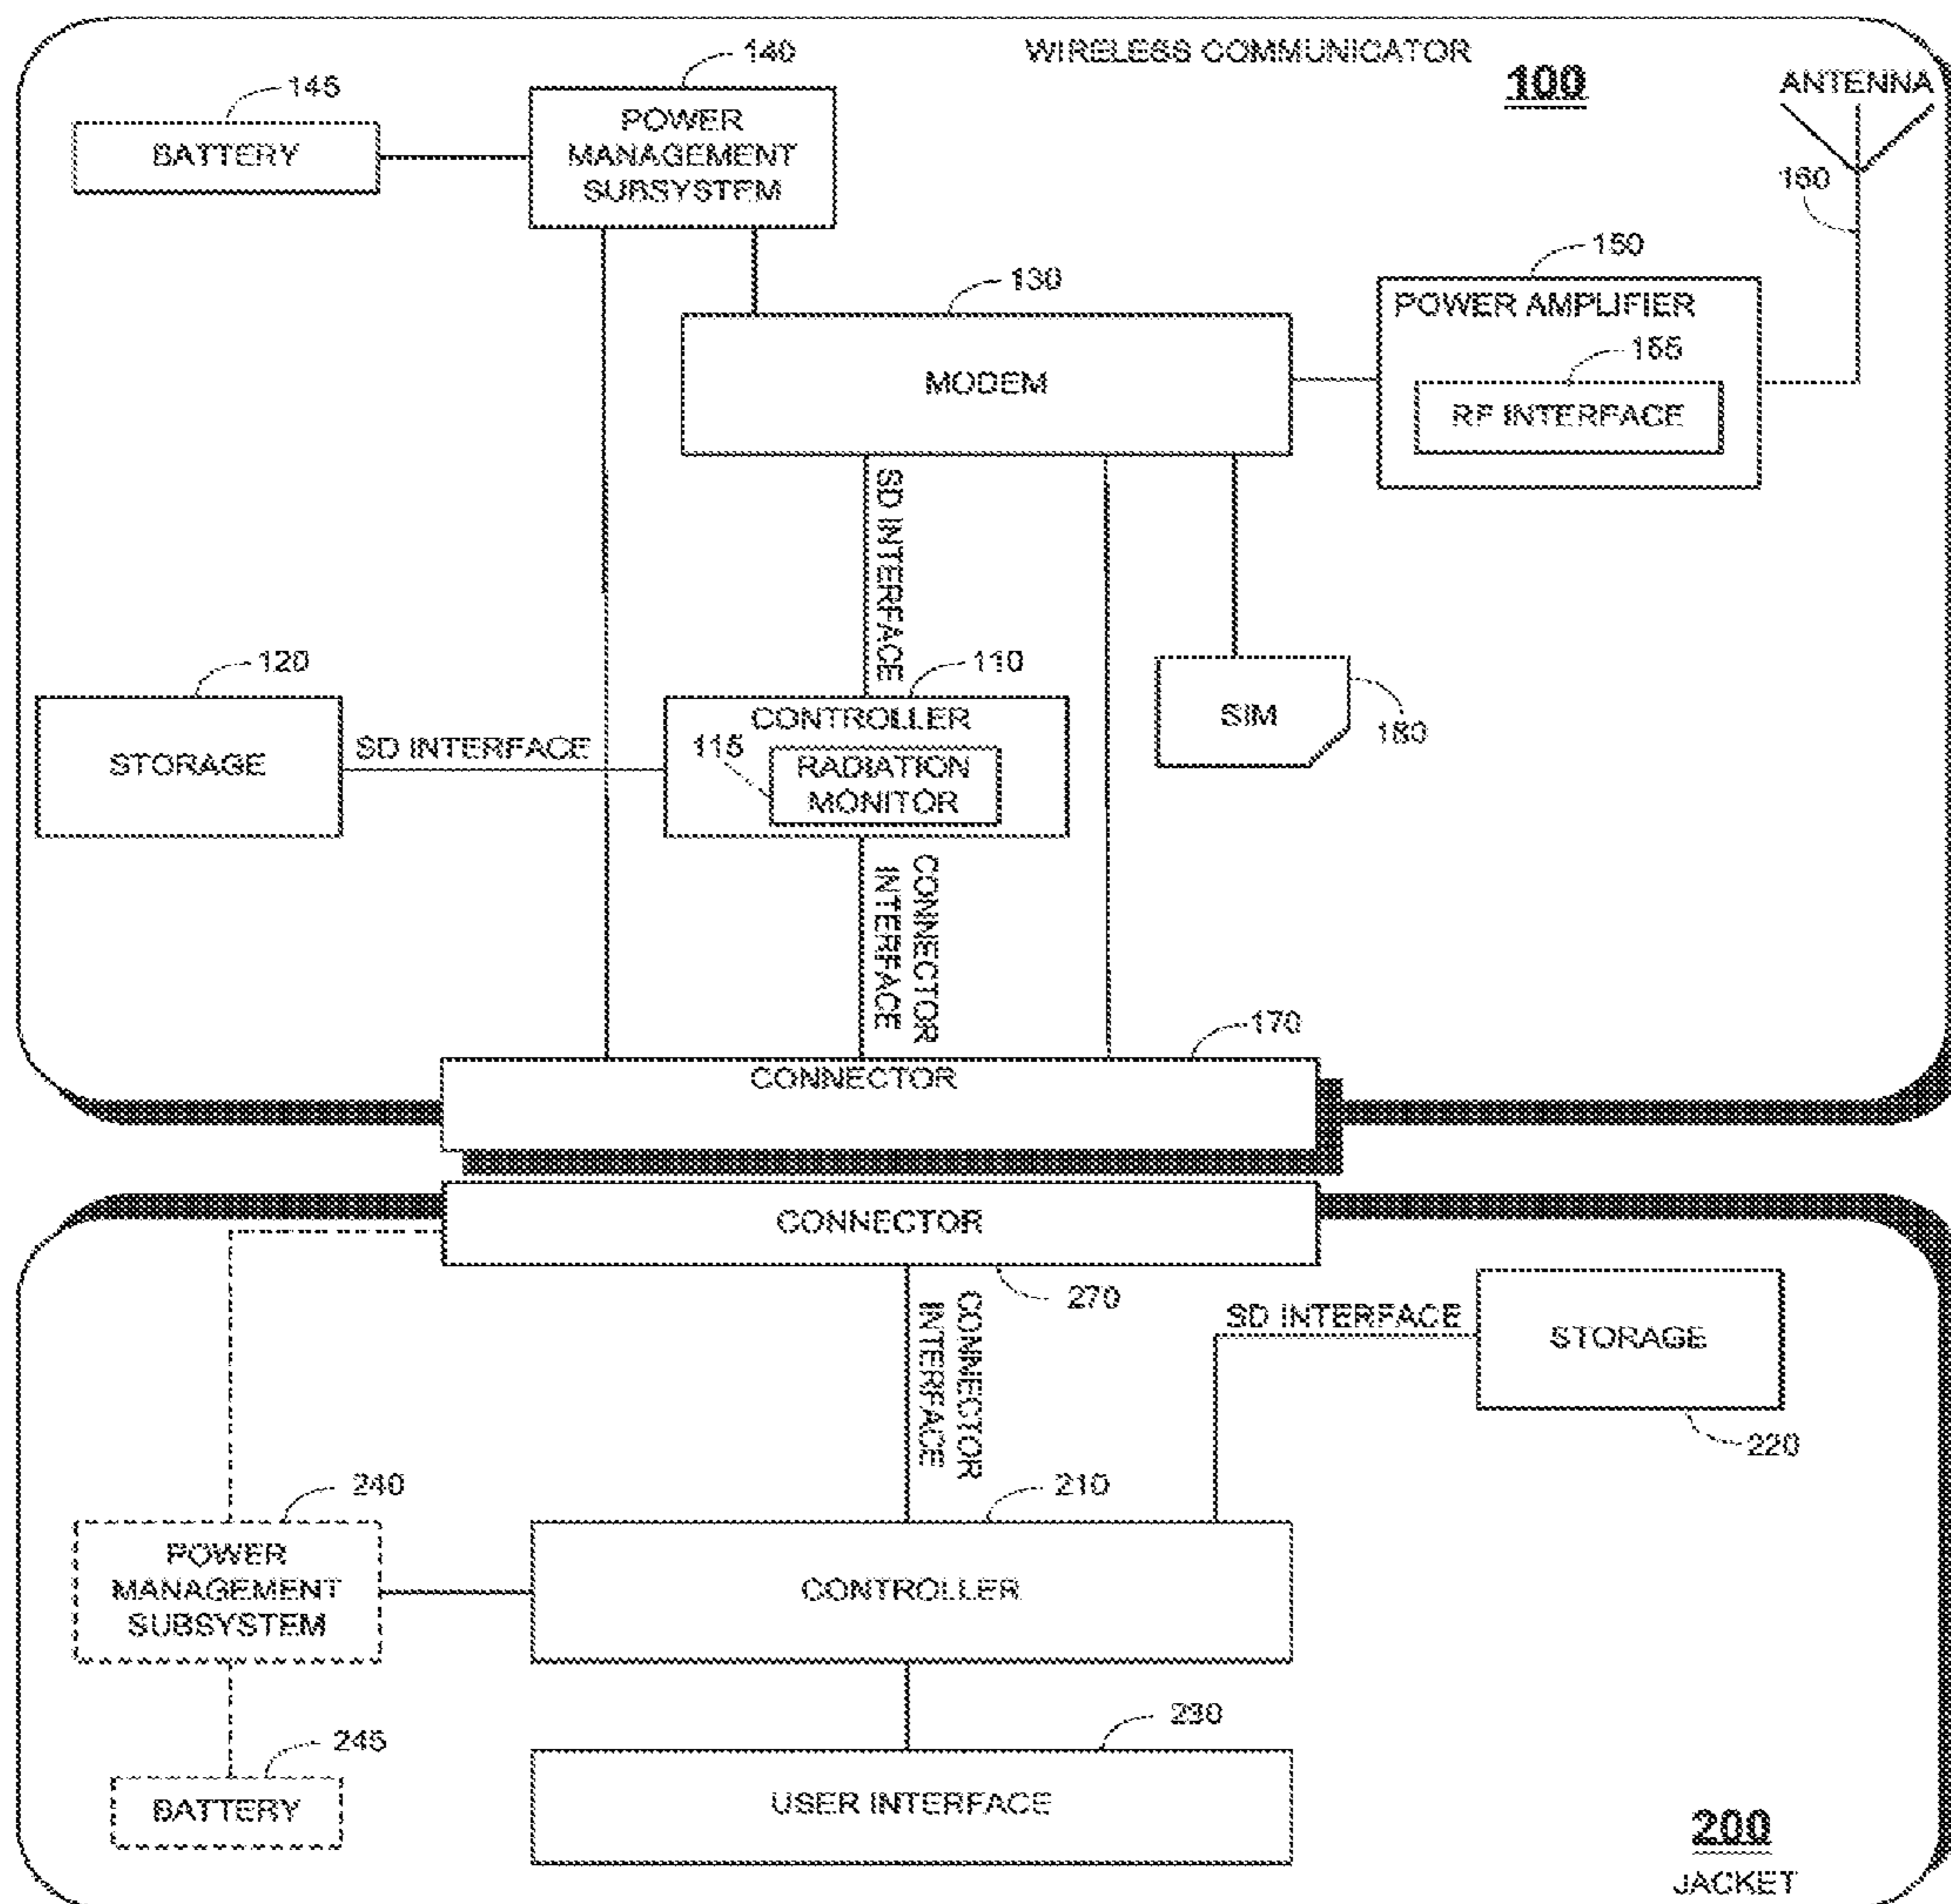 WIRELESS COMMUNICATOR
100
ANTENNA
160
140
145
BATTERY
POWER
MANAGEMENT
SUBSYSTEM
130
MODEM
150
POWER AMPLIFIER
155
RF INTERFACE
SD INTERFACE
120
STORAGE
SD INTERFACE
110
CONTROLLER
115
RADIATION
MONITOR
SIM
180
CONNECTOR
INTERFACE
170
CONNECTOR
CONNECTOR
270
CONNECTOR
INTERFACE
SD INTERFACE
STORAGE
220
240
POWER
MANAGEMENT
SUBSYSTEM
210
CONTROLLER
245
BATTERY
230
USER INTERFACE
200
JACKET